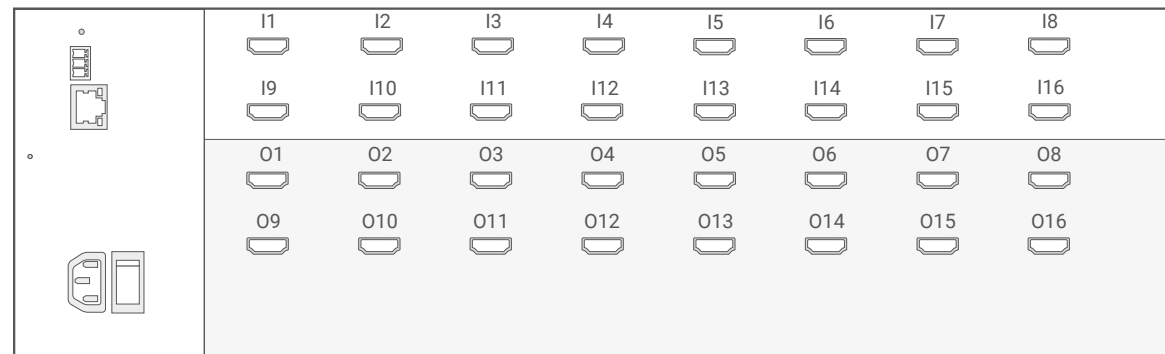 I1 I2 I3 I4 I5 I6 I7 I8
I9 I10 I11 I12 I13 I14 I15 I16
O1 O2 O3 O4 O5 O6 O7 O8
O9 O10 O11 O12 O13 O14 O15 O16